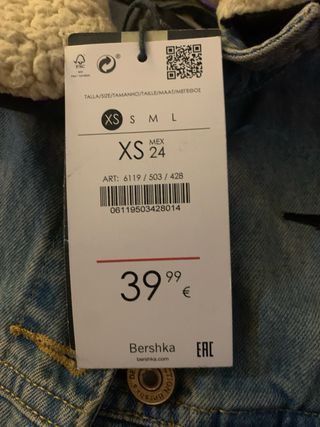 FSC
TALLA/SIZE/TAMANHO/TAILLE/MAAT/ΜΕΓΕΘΟΣ
XS S M L
XS MEX 24
ART: 6119 / 503 / 428
06119503428014
39 99 €
Bershka
bershka.com
EAC